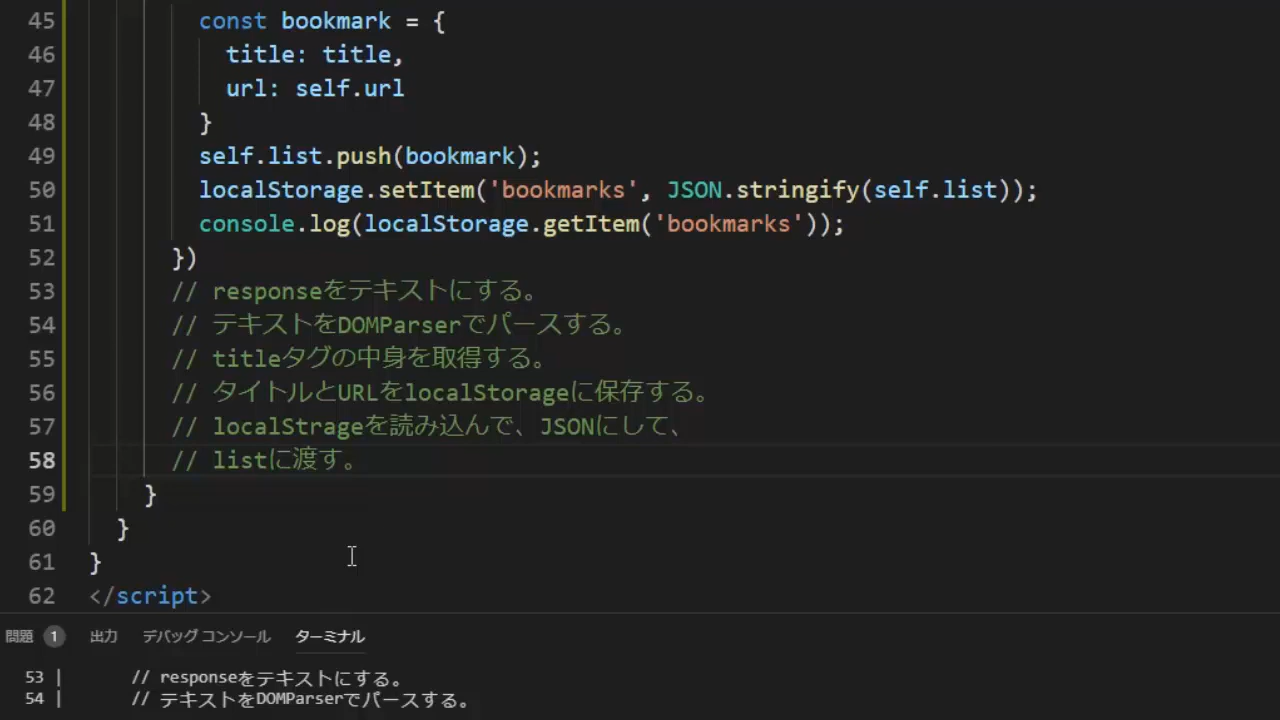 45 const bookmark = {
46 title: title,
47 url: self.url
48 }
49 self.list.push(bookmark);
50 localStorage.setItem('bookmarks', JSON.stringify(self.list));
51 console.log(localStorage.getItem('bookmarks'));
52 })
53 // responseをテキストにする。
54 // テキストをDOMParserでパースする。
55 // titleタグの中身を取得する。
56 // タイトルとURLをlocalStorageに保存する。
57 // localStrageを読み込んで、JSONにして、
58 // listに渡す。
59 }
60 }
61 }
62 </script>
問題 1 出力 デバッグ コンソール ターミナル
53 | // responseをテキストにする。
54 | // テキストをDOMParserでパースする。